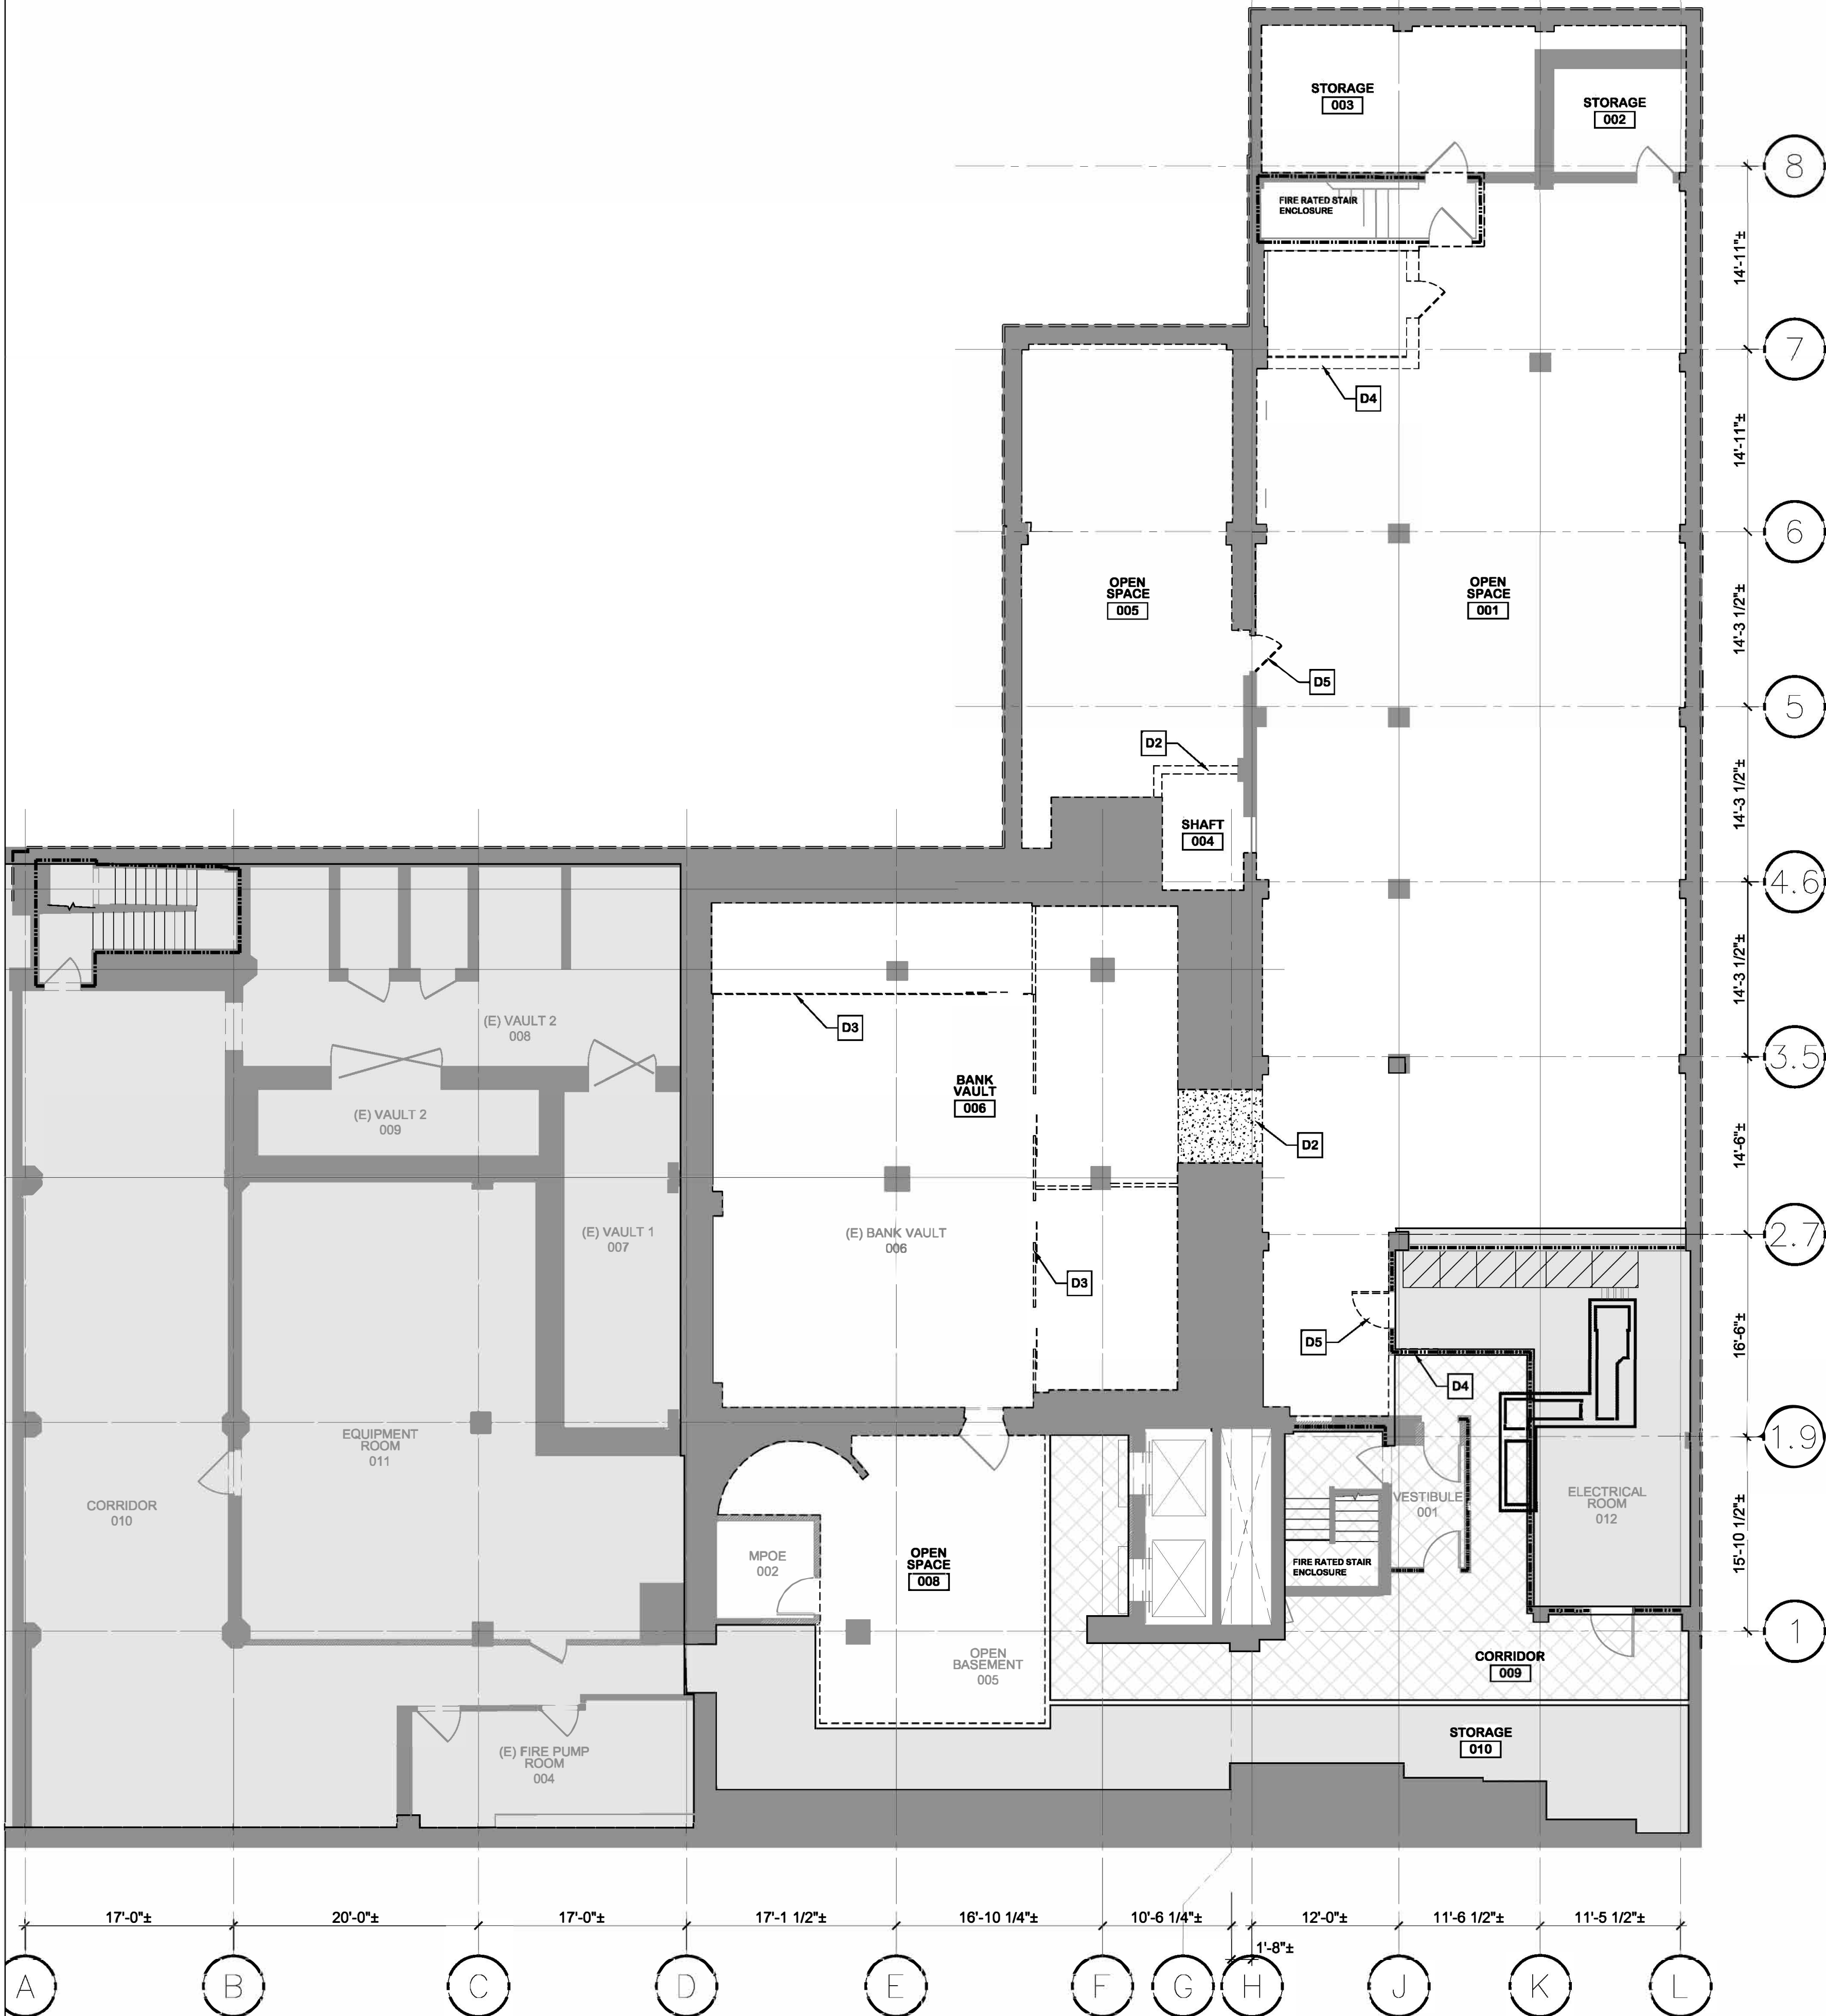 STORAGE
003
STORAGE
002
8
FIRE RATED STAIR
ENCLOSURE
14'-11"±
7
D4
14'-11"±
6
OPEN
SPACE
005
OPEN
SPACE
001
14'-3 1/2"±
D5
5
D2
14'-3 1/2"±
SHAFT
004
4.6
14'-3 1/2"±
(E) VAULT 2
008
D3
3.5
BANK
VAULT
006
(E) VAULT 2
009
D2
14'-6"±
(E) VAULT 1
007
(E) BANK VAULT
006
2.7
D3
16'-6"±
D5
D4
EQUIPMENT
ROOM
011
1.9
CORRIDOR
010
VESTIBULE
001
ELECTRICAL
ROOM
012
15'-10 1/2"±
MPOE
002
OPEN
SPACE
008
FIRE RATED STAIR
ENCLOSURE
1
OPEN
BASEMENT
005
CORRIDOR
009
STORAGE
010
(E) FIRE PUMP
ROOM
004
17'-0"±
20'-0"±
17'-0"±
17'-1 1/2"±
16'-10 1/4"±
10'-6 1/4"±
12'-0"±
11'-6 1/2"±
11'-5 1/2"±
1'-8"±
A
B
C
D
E
F
G
H
J
K
L